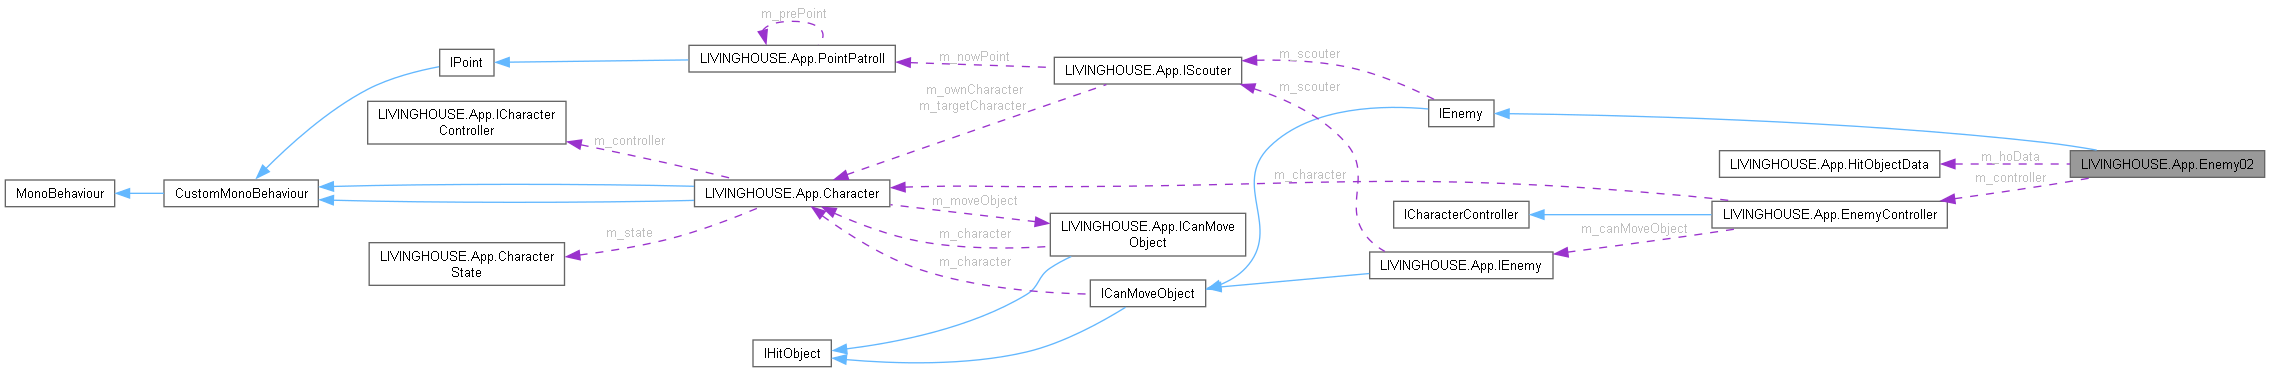 m_prePoint
IPoint
LIVINGHOUSE.App.PointPatroll
m_nowPoint
LIVINGHOUSE.App.IScouter
m_scouter
m_scouter
m_ownCharacter
m_targetCharacter
IEnemy
LIVINGHOUSE.App.ICharacter
Controller
m_controller
LIVINGHOUSE.App.HitObjectData
m_hoData
LIVINGHOUSE.App.Enemy02
m_controller
MonoBehaviour
CustomMonoBehaviour
LIVINGHOUSE.App.Character
m_character
m_moveObject
ICharacterController
LIVINGHOUSE.App.EnemyController
m_state
m_character
LIVINGHOUSE.App.ICanMove
Object
m_canMoveObject
LIVINGHOUSE.App.Character
State
m_character
LIVINGHOUSE.App.IEnemy
ICanMoveObject
IHitObject